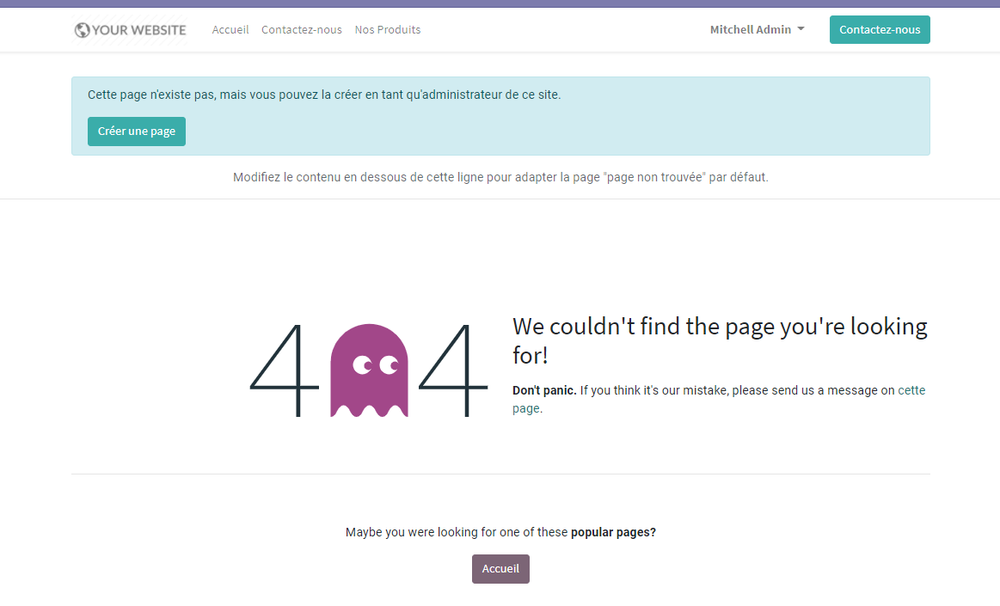 YOUR WEBSITE Accueil Contactez-nous Nos Produits Mitchell Admin Contactez-nous
Cette page n'existe pas, mais vous pouvez la créer en tant qu'administrateur de ce site.
Créer une page
Modifiez le contenu en dessous de cette ligne pour adapter la page "page non trouvée" par défaut.
4 4
We couldn't find the page you're looking
for!
Don't panic. If you think it's our mistake, please send us a message on cette
page.
Maybe you were looking for one of these popular pages?
Accueil